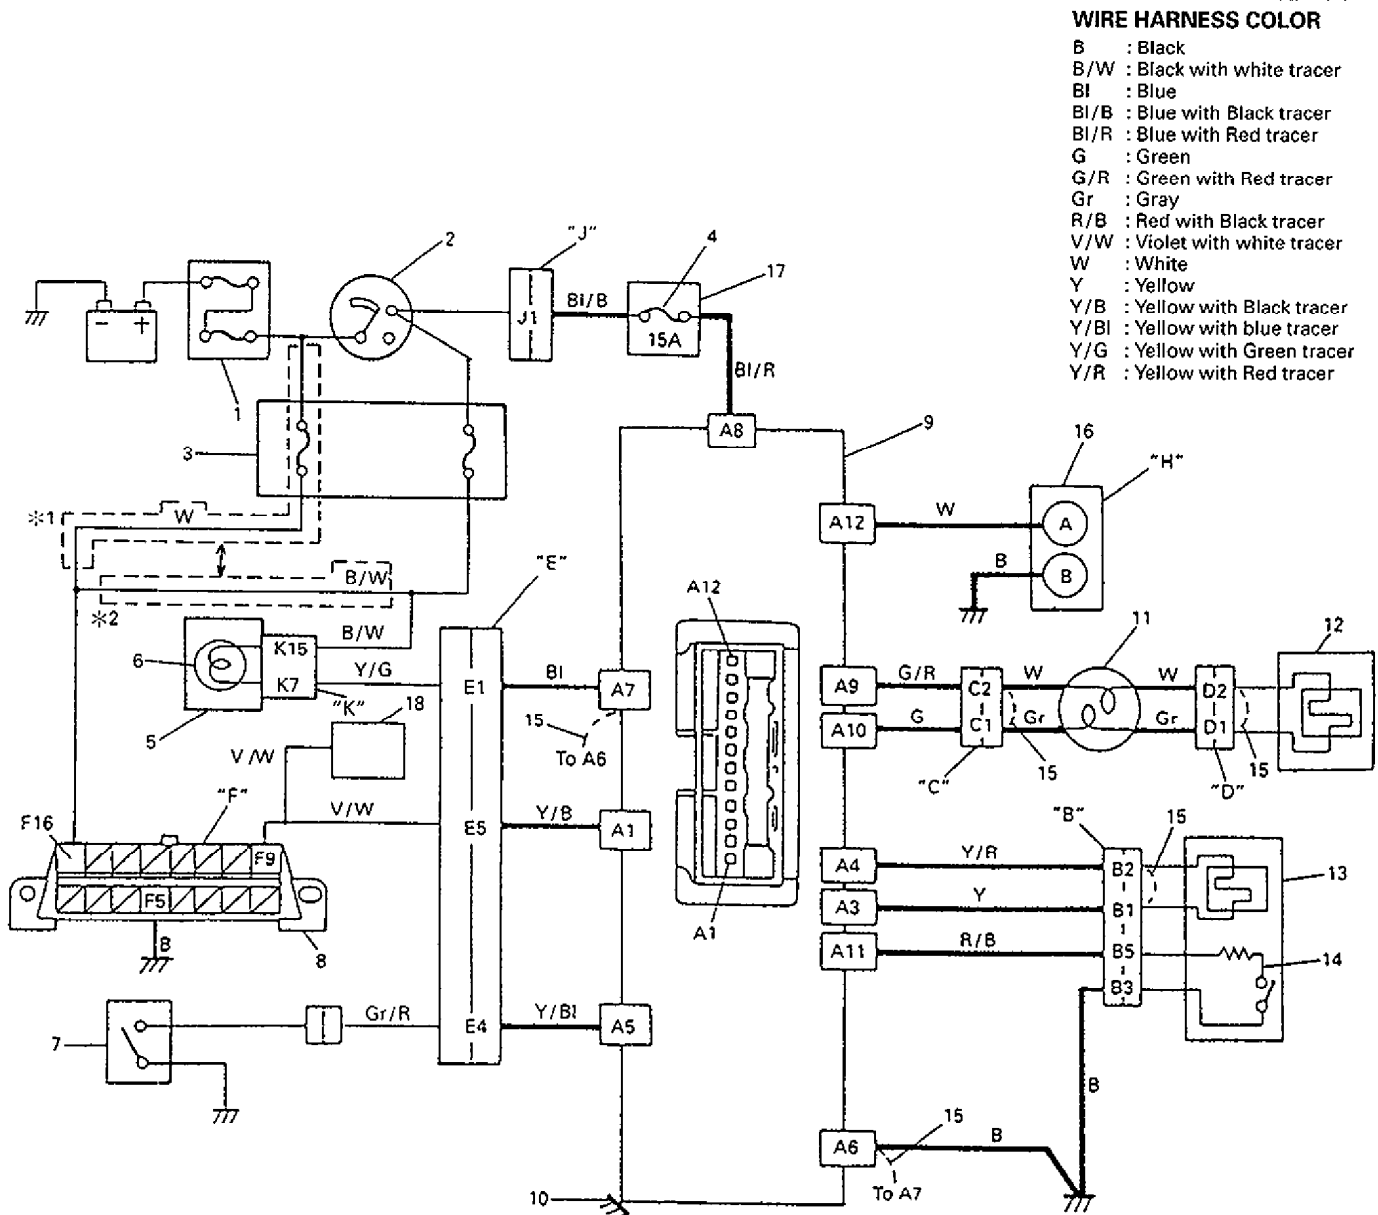 WIRE HARNESS COLOR
B : Black
B/W : Black with white tracer
Bl : Blue
Bl/B : Blue with Black tracer
Bl/R : Blue with Red tracer
G : Green
G/R : Green with Red tracer
Gr : Gray
R/B : Red with Black tracer
V/W : Violet with white tracer
W : White
Y : Yellow
Y/B : Yellow with Black tracer
Y/Bl : Yellow with blue tracer
Y/G : Yellow with Green tracer
Y/R : Yellow with Red tracer
2
"J"
4
17
- +
J1
Bl/B
15A
Bl/R
1
3
A8
9
16
"H"
*1
W
A12
W
A
B
B
B/W
*2
"E"
A12
6
K15
B/W
K7
Y/G
5
"K"
18
E1
Bl
A7
15
To A6
V/W
11
12
A9
G/R
C2
W
W
D2
A10
G
C1
Gr
Gr
D1
"C"
15
"D"
15
"F"
F16
F9
V/W
E5
Y/B
A1
F5
B
8
A1
"B"
15
A4
Y/R
B2
13
A3
Y
B1
A11
R/B
B5
14
B3
7
Gr/R
E4
Y/Bl
A5
B
A6
15
B
To A7
10